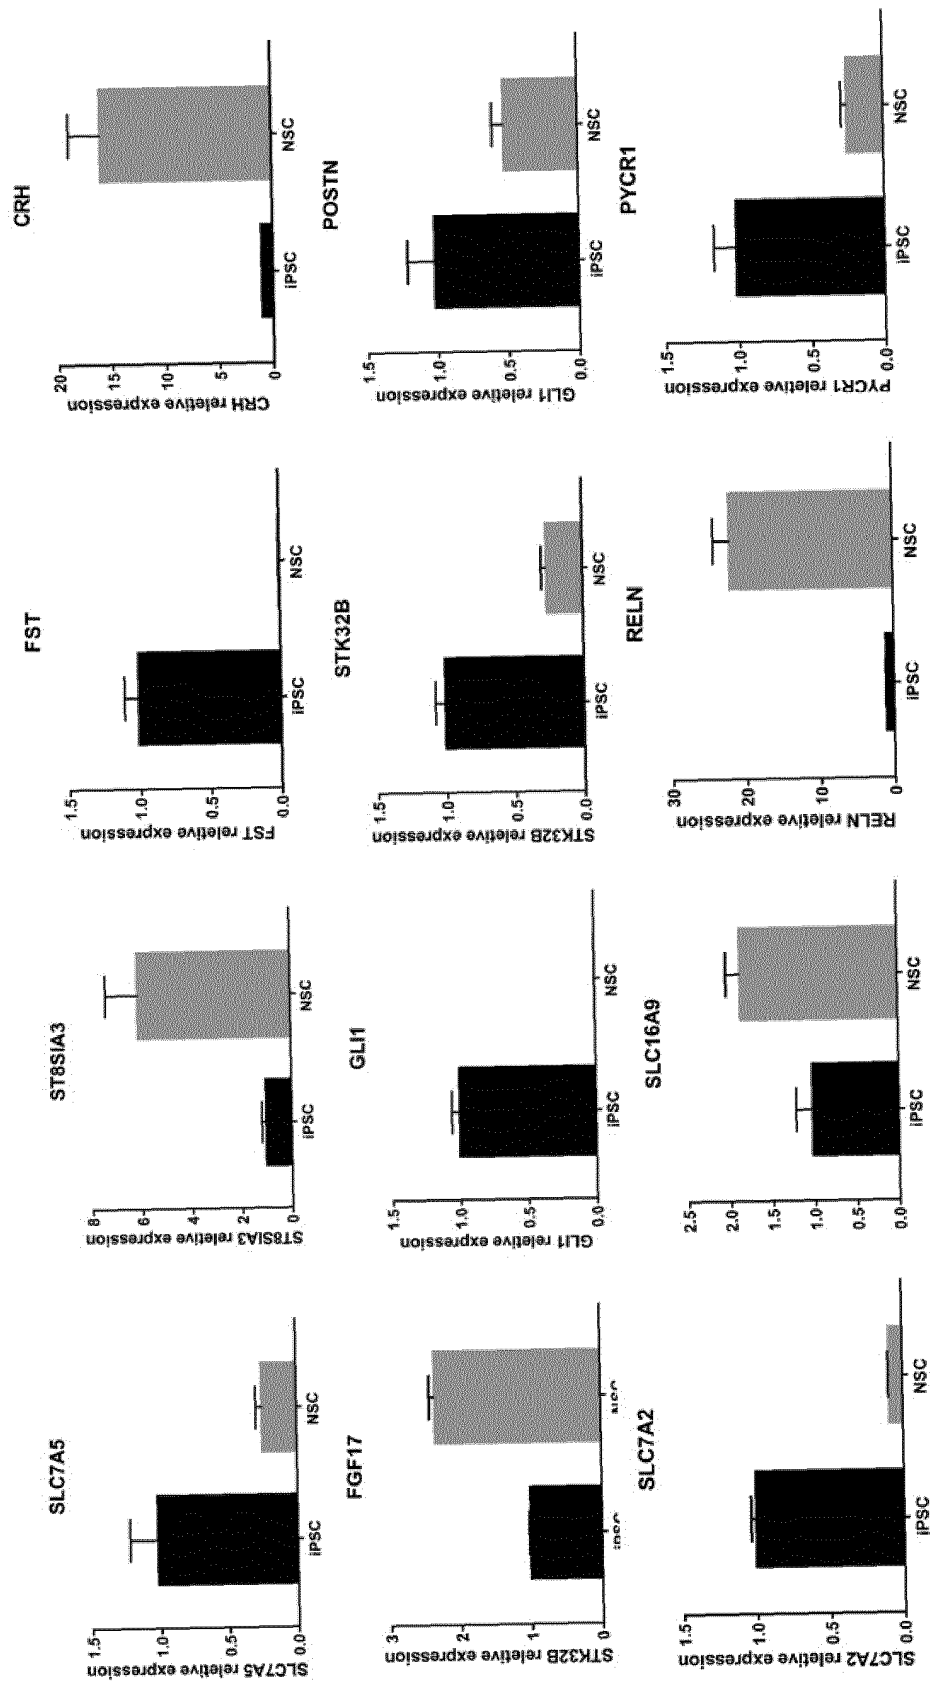 SLC7A5
SLC7A5 reletive expression
1.5
1.0
0.5
0.0
iPSC
NSC
ST8SIA3
ST8SIA3 reletive expression
8
6
4
2
0
iPSC
NSC
FST
FST reletive expression
1.5
1.0
0.5
0.0
iPSC
NSC
CRH
CRH reletive expression
20
15
10
5
0
iPSC
NSC
FGF17
STK32B reletive expression
3
2
1
0
GLI1
GLI1 reletive expression
1.5
1.0
0.5
0.0
iPSC
NSC
STK32B
STK32B reletive expression
1.5
1.0
0.5
0.0
iPSC
NSC
POSTN
GLI1 reletive expression
1.5
1.0
0.5
0.0
iPSC
NSC
SLC7A2
SLC7A2 reletive expression
1.5
1.0
0.5
0.0
iPSC
NSC
SLC16A9
2.5
2.0
1.5
1.0
0.5
0.0
iPSC
NSC
RELN
RELN reletive expression
30
20
10
0
iPSC
NSC
PYCR1
PYCR1 reletive expression
1.5
1.0
0.5
0.0
iPSC
NSC